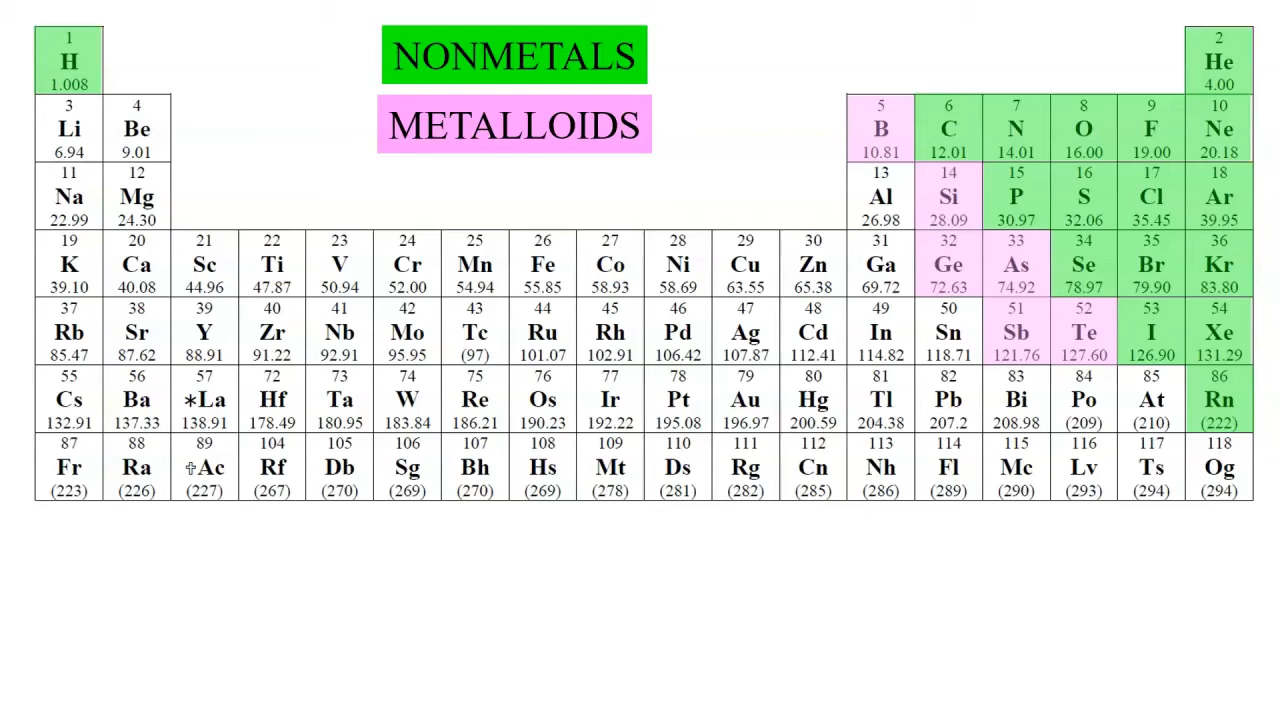 1 2
H NONMETALS He
1.008 4.00
METALLOIDS
3 4 5 6 7 8 9 10
Li Be B C N O F Ne
6.94 9.01 10.81 12.01 14.01 16.00 19.00 20.18
11 12 13 14 15 16 17 18
Na Mg Al Si P S Cl Ar
22.99 24.30 26.98 28.09 30.97 32.06 35.45 39.95
19 20 21 22 23 24 25 26 27 28 29 30 31 32 33 34 35 36
K Ca Sc Ti V Cr Mn Fe Co Ni Cu Zn Ga Ge As Se Br Kr
39.10 40.08 44.96 47.87 50.94 52.00 54.94 55.85 58.93 58.69 63.55 65.38 69.72 72.63 74.92 78.97 79.90 83.80
37 38 39 40 41 42 43 44 45 46 47 48 49 50 51 52 53 54
Rb Sr Y Zr Nb Mo Tc Ru Rh Pd Ag Cd In Sn Sb Te I Xe
85.47 87.62 88.91 91.22 92.91 95.95 (97) 101.07 102.91 106.42 107.87 112.41 114.82 118.71 121.76 127.60 126.90 131.29
55 56 57 72 73 74 75 76 77 78 79 80 81 82 83 84 85 86
Cs Ba *La Hf Ta W Re Os Ir Pt Au Hg Tl Pb Bi Po At Rn
132.91 137.33 138.91 178.49 180.95 183.84 186.21 190.23 192.22 195.08 196.97 200.59 204.38 207.2 208.98 (209) (210) (222)
87 88 89 104 105 106 107 108 109 110 111 112 113 114 115 116 117 118
Fr Ra †Ac Rf Db Sg Bh Hs Mt Ds Rg Cn Nh Fl Mc Lv Ts Og
(223) (226) (227) (267) (270) (269) (270) (269) (278) (281) (282) (285) (286) (289) (290) (293) (294) (294)